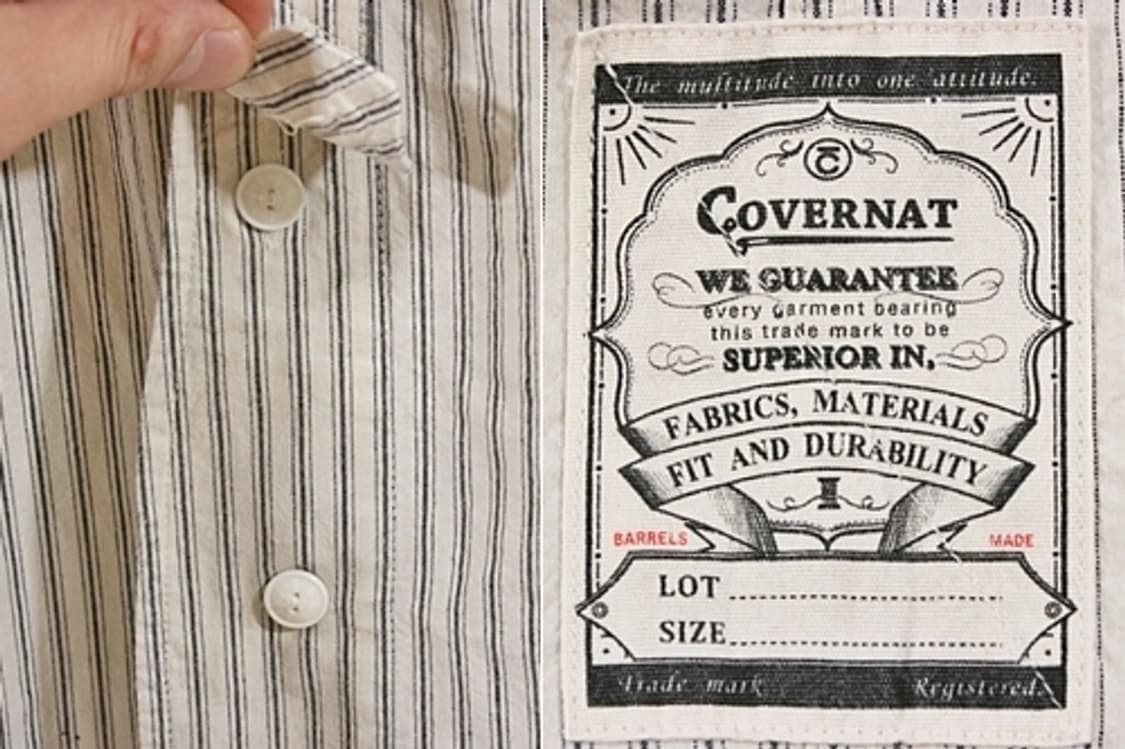 The multitude into one attitude.
C
COVERNAT
WE GUARANTEE
every garment bearing
this trade mark to be
SUPERIOR IN,
FABRICS, MATERIALS
FIT AND DURABILITY
I
BARRELS MADE
LOT
SIZE
Trade mark Registered.